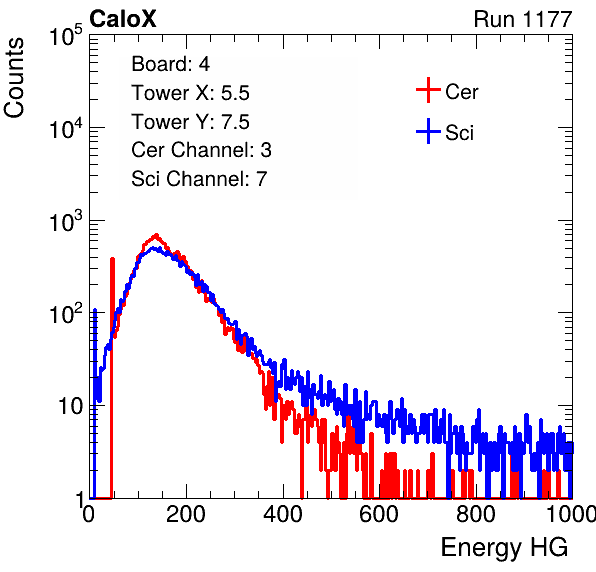 CaloX Run 1177
Counts
10^5
10^4
10^3
10^2
10
1
Board: 4
Tower X: 5.5
Tower Y: 7.5
Cer Channel: 3
Sci Channel: 7
Cer
Sci
0 200 400 600 800 1000
Energy HG